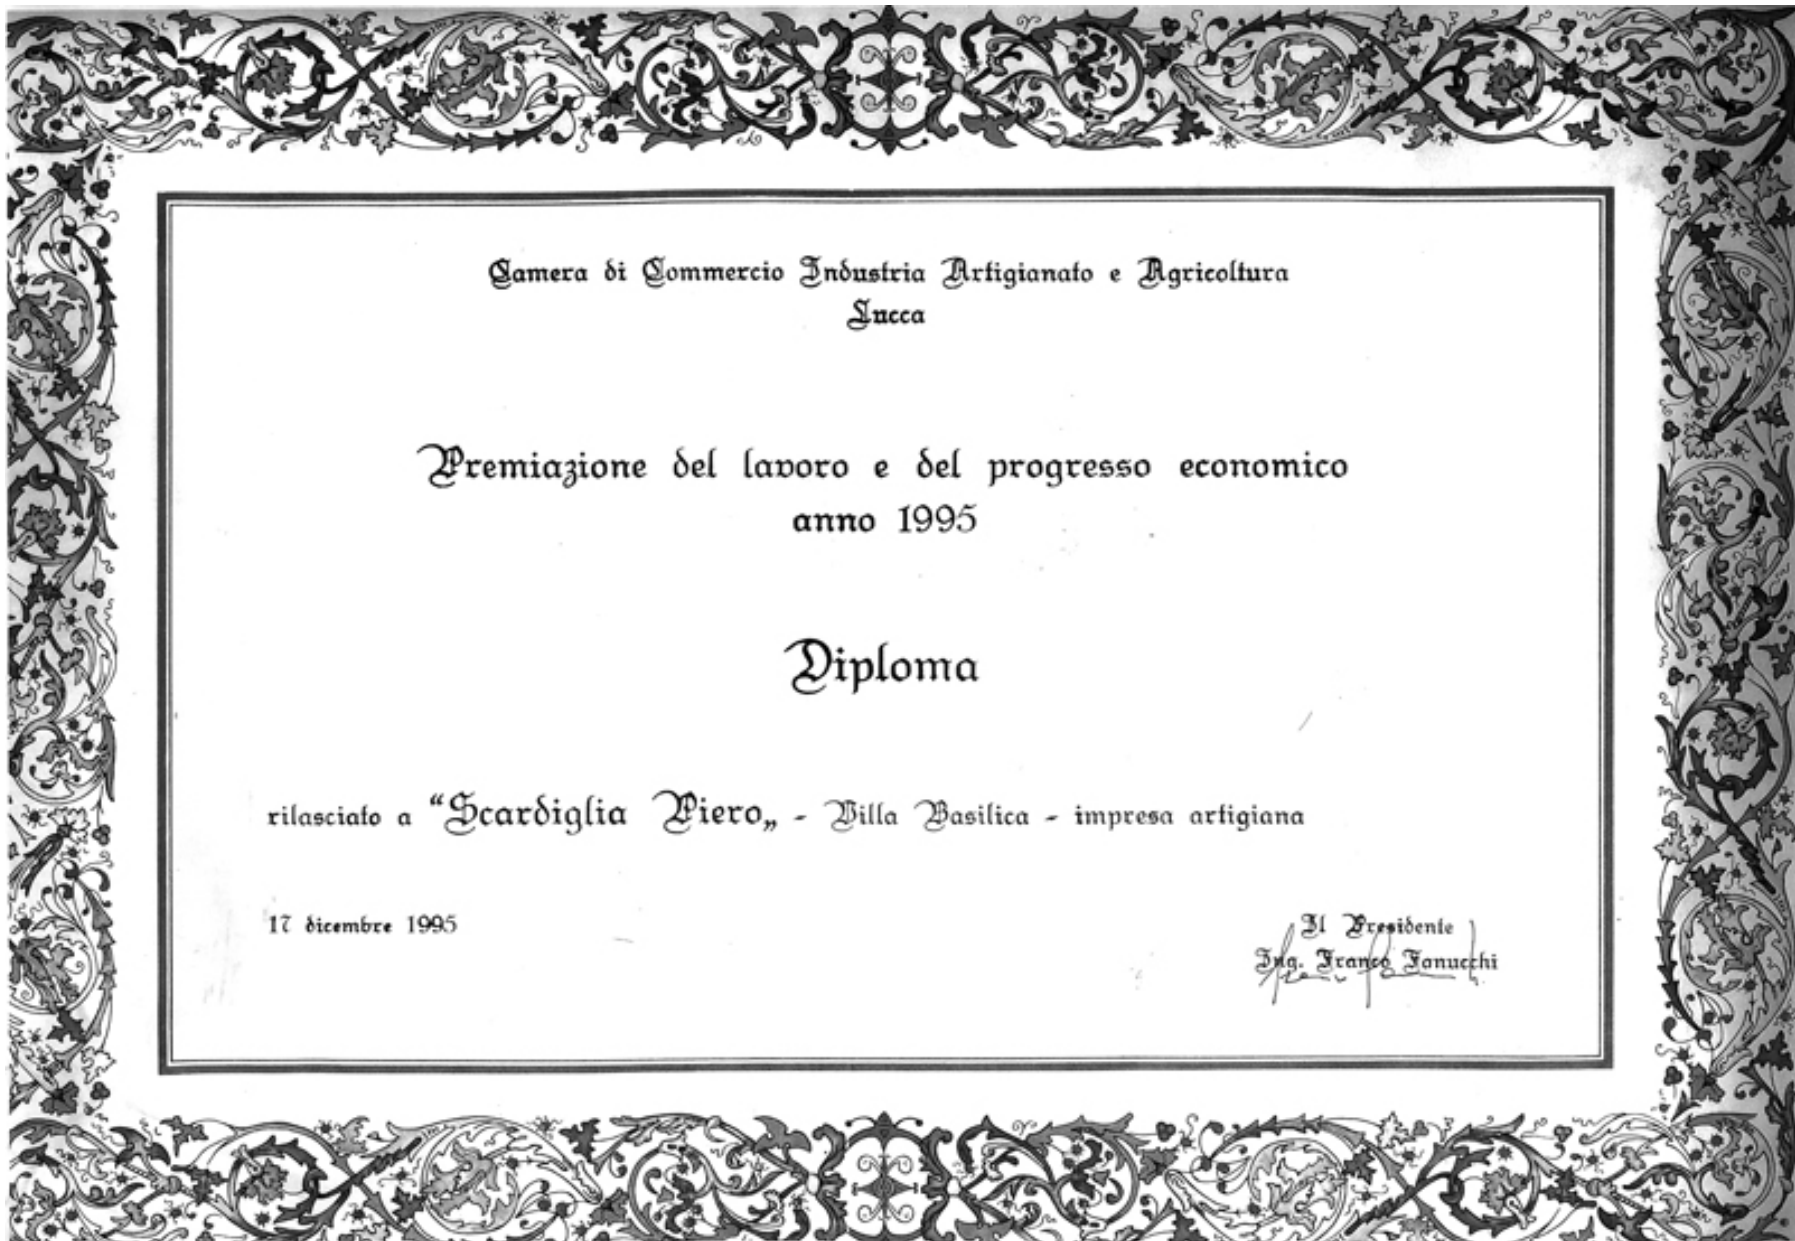 Camera di Commercio Industria Artigianato e Agricoltura
Lucca
Premiazione del lavoro e del progresso economico
anno 1995
Diploma
rilasciato a “Scardiglia Piero„ - Villa Basilica - impresa artigiana
17 dicembre 1995
Il Presidente
Ing. Franco Fanucchi